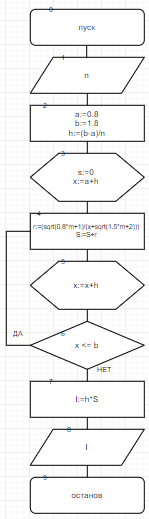 0
пуск
1
n
2
a:=0.8
b:=1.8
h:=(b-a)/n
3
s:=0
x:=a+h
4
r:=(sqrt(0.8*m+1)/(x+sqrt(1.5*m+2)))
S:=S+r
5
x:=x+h
ДА
6
x <= b
НЕТ
7
I:=h*S
8
I
9
останов